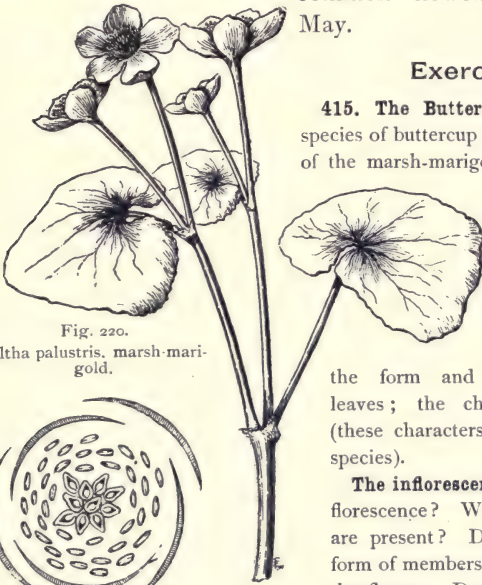 May.
415. The Butter
species of buttercup
of the marsh-marig
Fig. 220.
ltha palustris. marsh-mari-
gold.
the form and
leaves; the ch
(these characters
species).
The inflorescen
florescence? W
are present? D
form of members